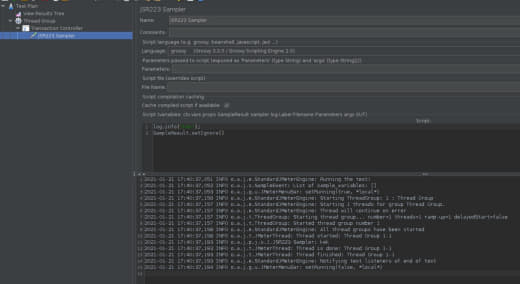 Test Plan
View Results Tree
Thread Group
Transaction Controller
JSR223 Sampler
JSR223 Sampler
Name: JSR223 Sampler
Comments:
Script language (e.g. groovy, beanshell, javascript, jexl ...)
Language: groovy (Groovy 3.0.5 / Groovy Scripting Engine 2.0)
Parameters passed to script (exposed as 'Parameters' (type String) and 'args' (type String[]))
Parameters:
Script file (overrides script)
File Name:
Script compilation caching
Cache compiled script if available:
Script (variables: ctx vars props SampleResult sampler log Label Filename Parameters args OUT)
Script:
1 log.info( );
2 SampleResult.setIgnore()
2021-01-21 17:40:37,051 INFO o.a.j.e.StandardJMeterEngine: Running the test!
2021-01-21 17:40:37,052 INFO o.a.j.s.SampleEvent: List of sample_variables: []
2021-01-21 17:40:37, INFO o.a.j.g.u.JMeterMenuBar: setRunning(true, *local*)
2021-01-21 17:40:37, INFO o.a.j.e.StandardJMeterEngine: Starting ThreadGroup: 1 : Thread Group
2021-01-21 17:40:37, INFO o.a.j.e.StandardJMeterEngine: Starting 1 threads for group Thread Group.
2021-01-21 17:40:37,157 INFO o.a.j.e.StandardJMeterEngine: Thread will continue on error
2021-01-21 17:40:37,157 INFO o.a.j.t.ThreadGroup: Starting thread group... number=1 threads=1 ramp-up=1 delayedStart=false
2021-01-21 17:40:37, INFO o.a.j.t.ThreadGroup: Started thread group number 1
2021-01-21 17:40:37, INFO o.a.j.e.StandardJMeterEngine: All thread groups have been started
2021-01-21 17:40:37, INFO o.a.j.t.JMeterThread: Thread started: Thread Group 1-1
2021-01-21 17:40:37,193 INFO o.a.j.p.j.s.J.JSR223 Sampler:
2021-01-21 17:40:37,193 INFO o.a.j.t.JMeterThread: Thread is done: Thread Group 1-1
2021-01-21 17:40:37,193 INFO o.a.j.t.JMeterThread: Thread finished: Thread Group 1-1
2021-01-21 17:40:37,193 INFO o.a.j.e.StandardJMeterEngine: Notifying test listeners of end of test
2021-01-21 17:40:37,194 INFO o.a.j.g.u.JMeterMenuBar: setRunning(false, *local*)